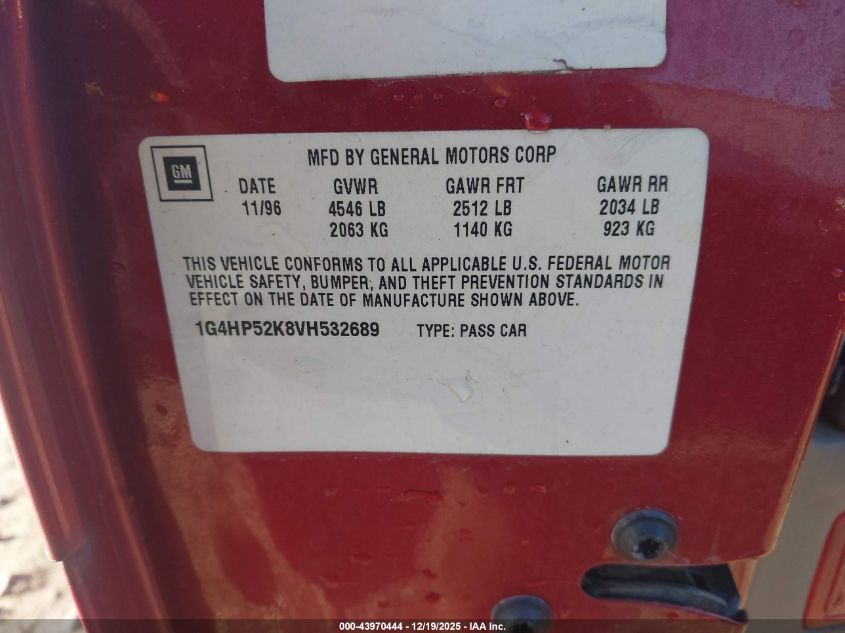 MFD BY GENERAL MOTORS CORP
GM
DATE GVWR GAWR FRT GAWR RR
11/96 4546 LB 2512 LB 2034 LB
2063 KG 1140 KG 923 KG
THIS VEHICLE CONFORMS TO ALL APPLICABLE U.S. FEDERAL MOTOR
VEHICLE SAFETY, BUMPER, AND THEFT PREVENTION STANDARDS IN
EFFECT ON THE DATE OF MANUFACTURE SHOWN ABOVE.
1G4HP52K8VH532689 TYPE: PASS CAR
000-43970444 - 12/19/2025 - IAA Inc.